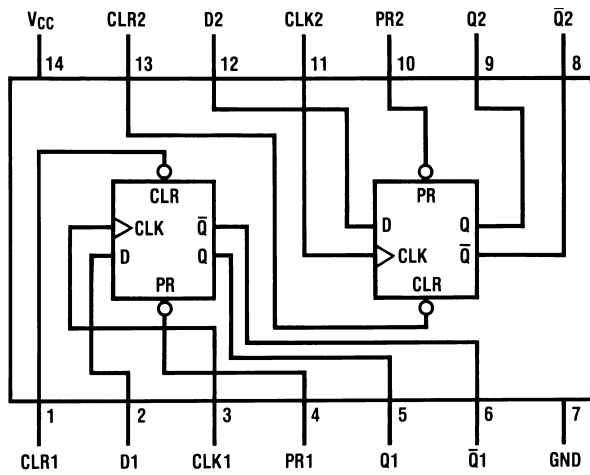 VCC CLR2 D2 CLK2 PR2 Q2 Q̅2
14 13 12 11 10 9 8
CLR PR
CLK Q̅ D Q
D Q CLK Q̅
PR CLR
1 2 3 4 5 6 7
CLR1 D1 CLK1 PR1 Q1 Q̅1 GND